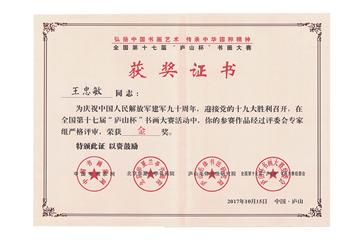 弘扬中国书画艺术 传承中华国粹精神
全国第十七届"庐山杯"书画大赛
获奖证书
王忠敏 同志：
为庆祝中国人民解放军建军九十周年，迎接党的十九大胜利召开，在
全国第十七届"庐山杯"书画大赛活动中，你的参赛作品经过评委会专家
组严格评审，荣获 金 奖。
特颁此证 以资鼓励
2017年10月15日 中国·庐山